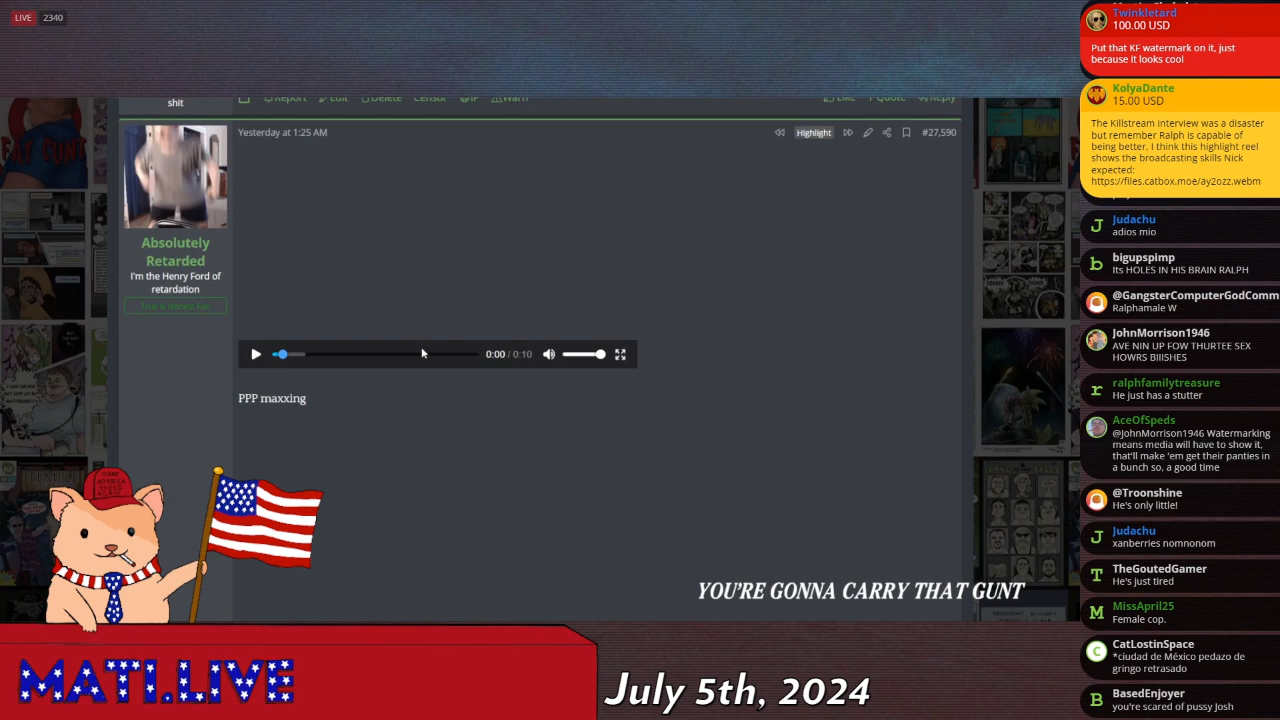 LIVE 2340
shit
Report Edit Delete Censor IP Warn
Like Quote Reply
Yesterday at 1:25 AM
Highlight
#27,590
Absolutely
Retarded
I'm the Henry Ford of
retardation
True & Honest Fan
0:00 / 0:10
PPP maxxing
YOU'RE GONNA CARRY THAT GUNT
MATI.LIVE
July 5th, 2024
Twinkletard
100.00 USD
Put that KF watermark on it, just
because it looks cool
KolyaDante
15.00 USD
The Killstream interview was a disaster
but remember Ralph is capable of
being better, I think this highlight reel
shows the broadcasting skills Nick
expected:
https://files.catbox.moe/ay2ozz.webm
Judachu
adios mio
bigupspimp
Its HOLES IN HIS BRAIN RALPH
@GangsterComputerGodComm
Ralphamale W
JohnMorrison1946
AVE NIN UP FOW THURTEE SEX
HOWRS BIIISHES
ralphfamilytreasure
He just has a stutter
AceOfSpeds
@JohnMorrison1946 Watermarking
means media will have to show it,
that'll make 'em get their panties in
a bunch so, a good time
@Troonshine
He's only little!
Judachu
xanberries nomnonom
TheGoutedGamer
He's just tired
MissApril25
Female cop.
CatLostinSpace
*ciudad de México pedazo de
gringo retrasado
BasedEnjoyer
you're scared of pussy Josh